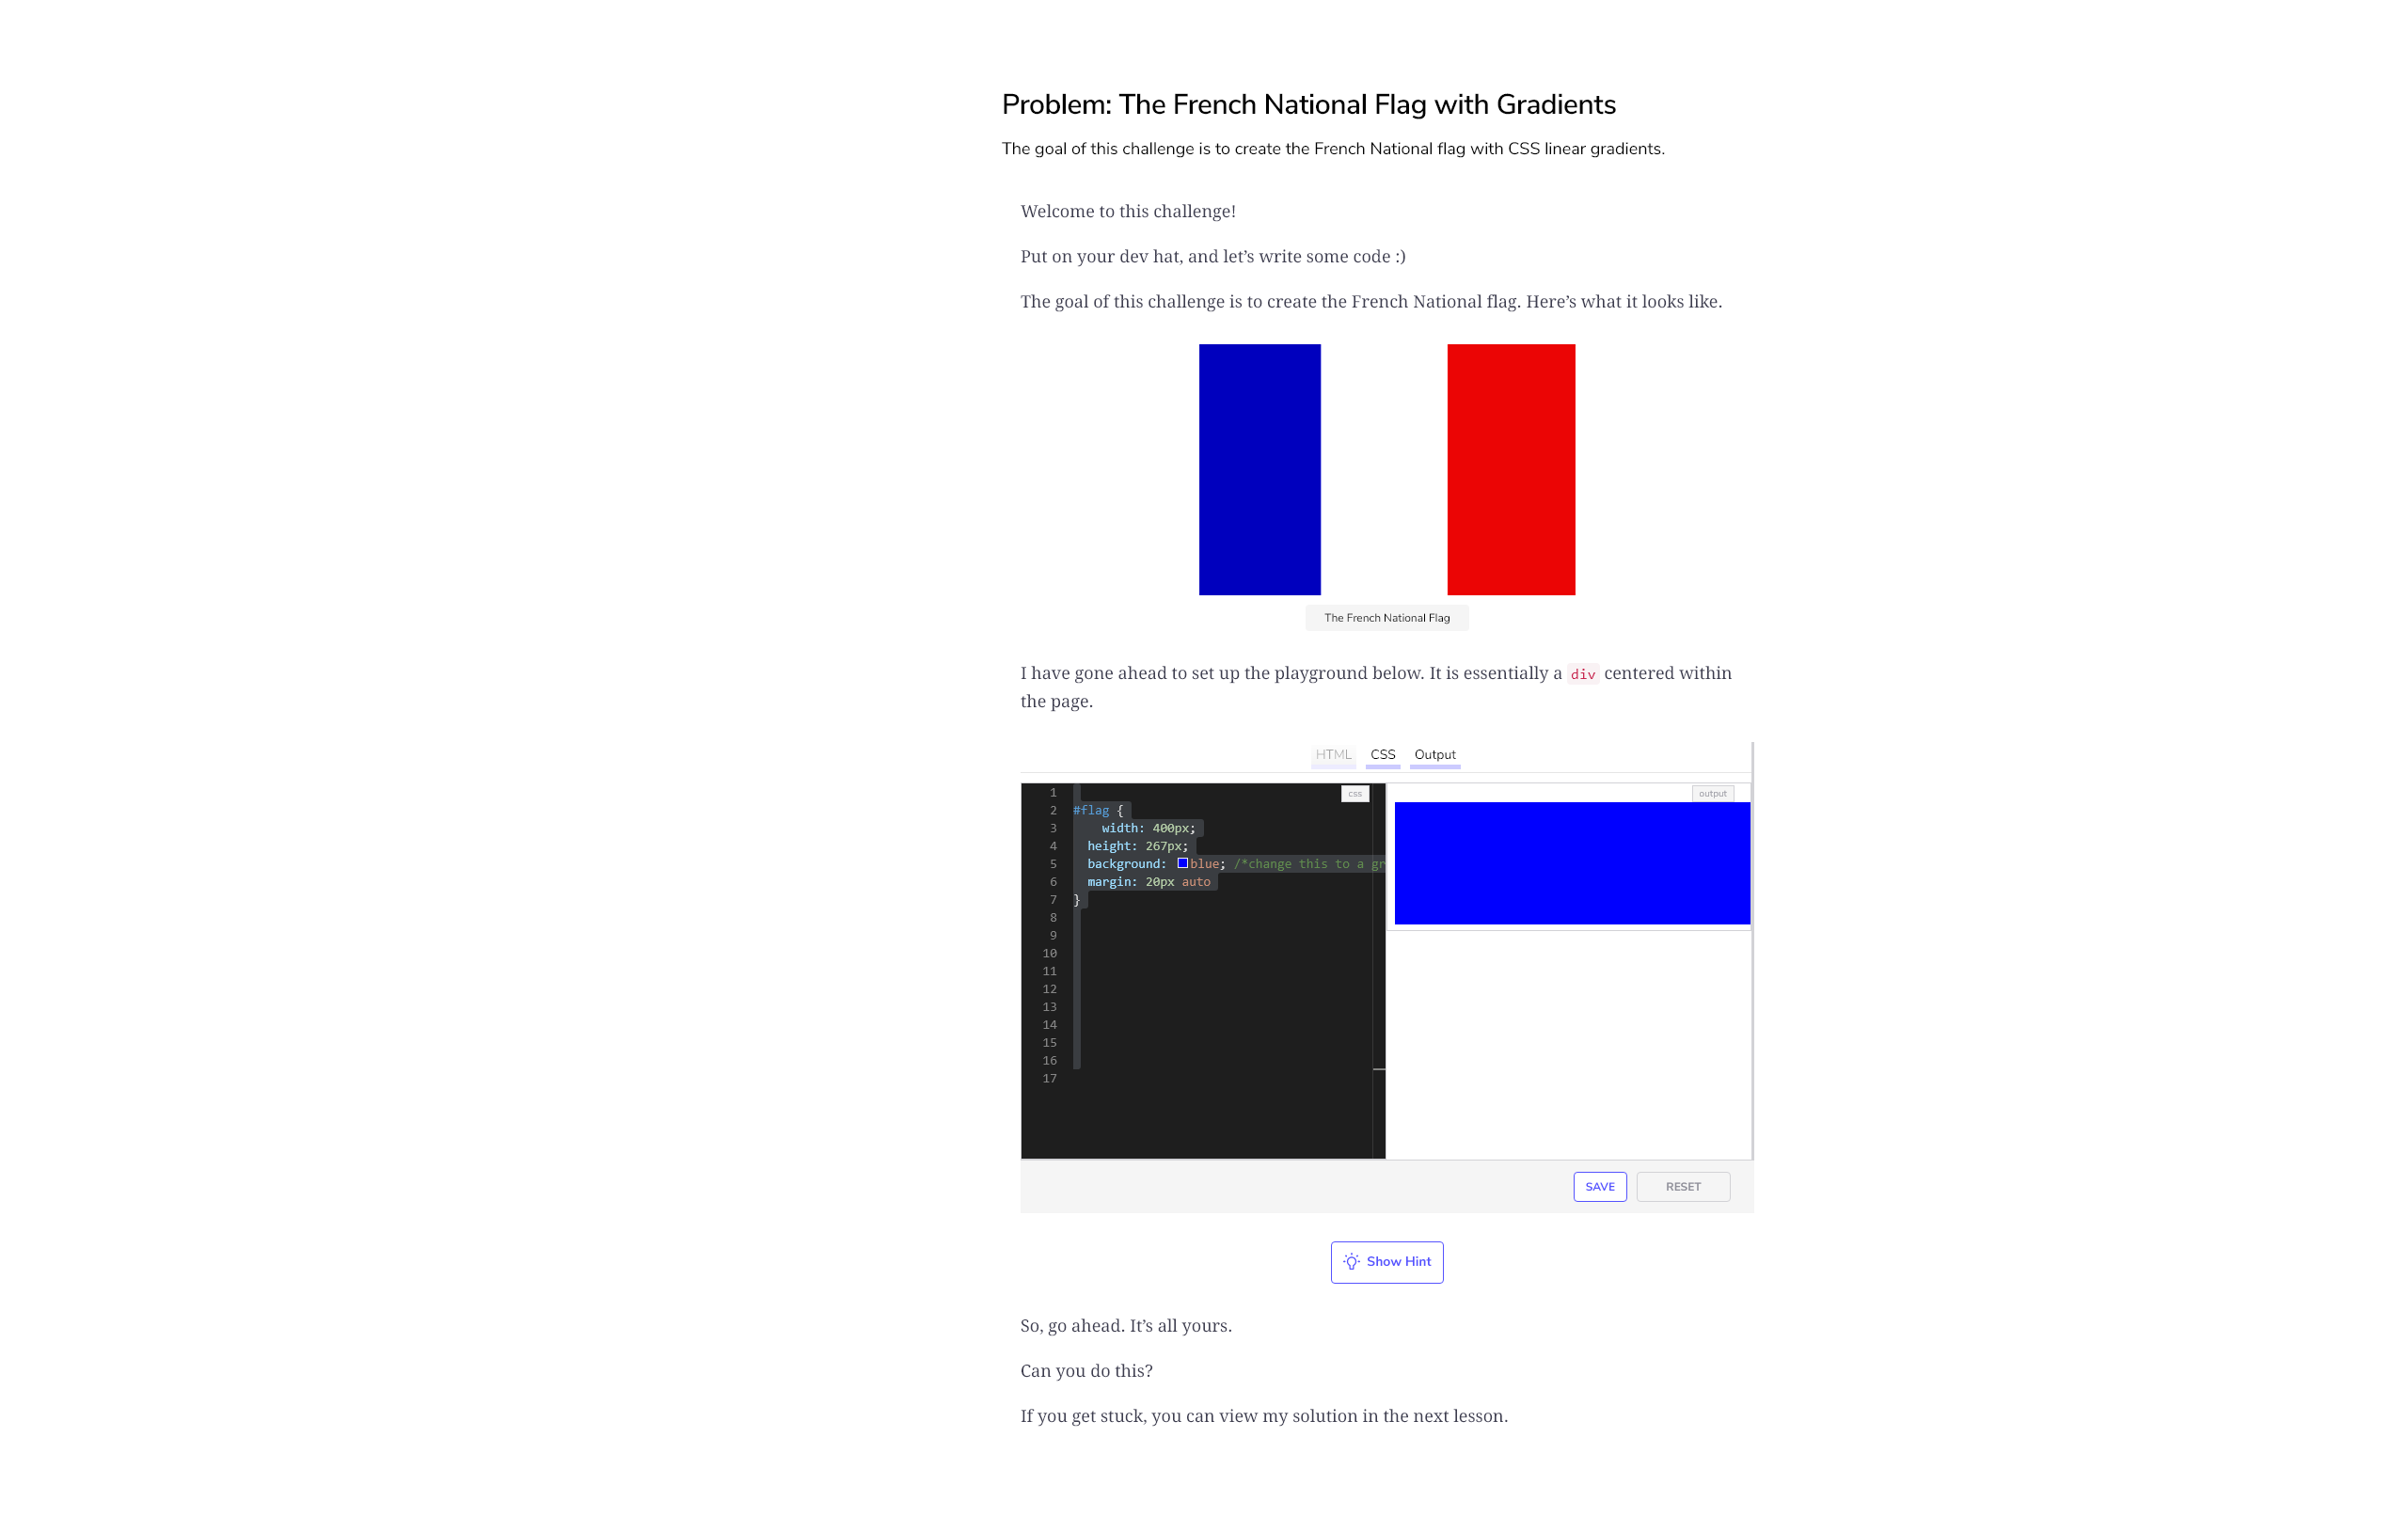 Problem: The French National Flag with Gradients
The goal of this challenge is to create the French National flag with CSS linear gradients.
Welcome to this challenge!
Put on your dev hat, and let’s write some code :)
The goal of this challenge is to create the French National flag. Here’s what it looks like.
The French National Flag
I have gone ahead to set up the playground below. It is essentially a div centered within
the page.
HTML CSS Output
css
output
1
2 #flag {
3 width: 400px;
4 height: 267px;
5 background: blue; /*change this to a gr
6 margin: 20px auto
7 }
8
9
10
11
12
13
14
15
16
17
SAVE RESET
Show Hint
So, go ahead. It’s all yours.
Can you do this?
If you get stuck, you can view my solution in the next lesson.